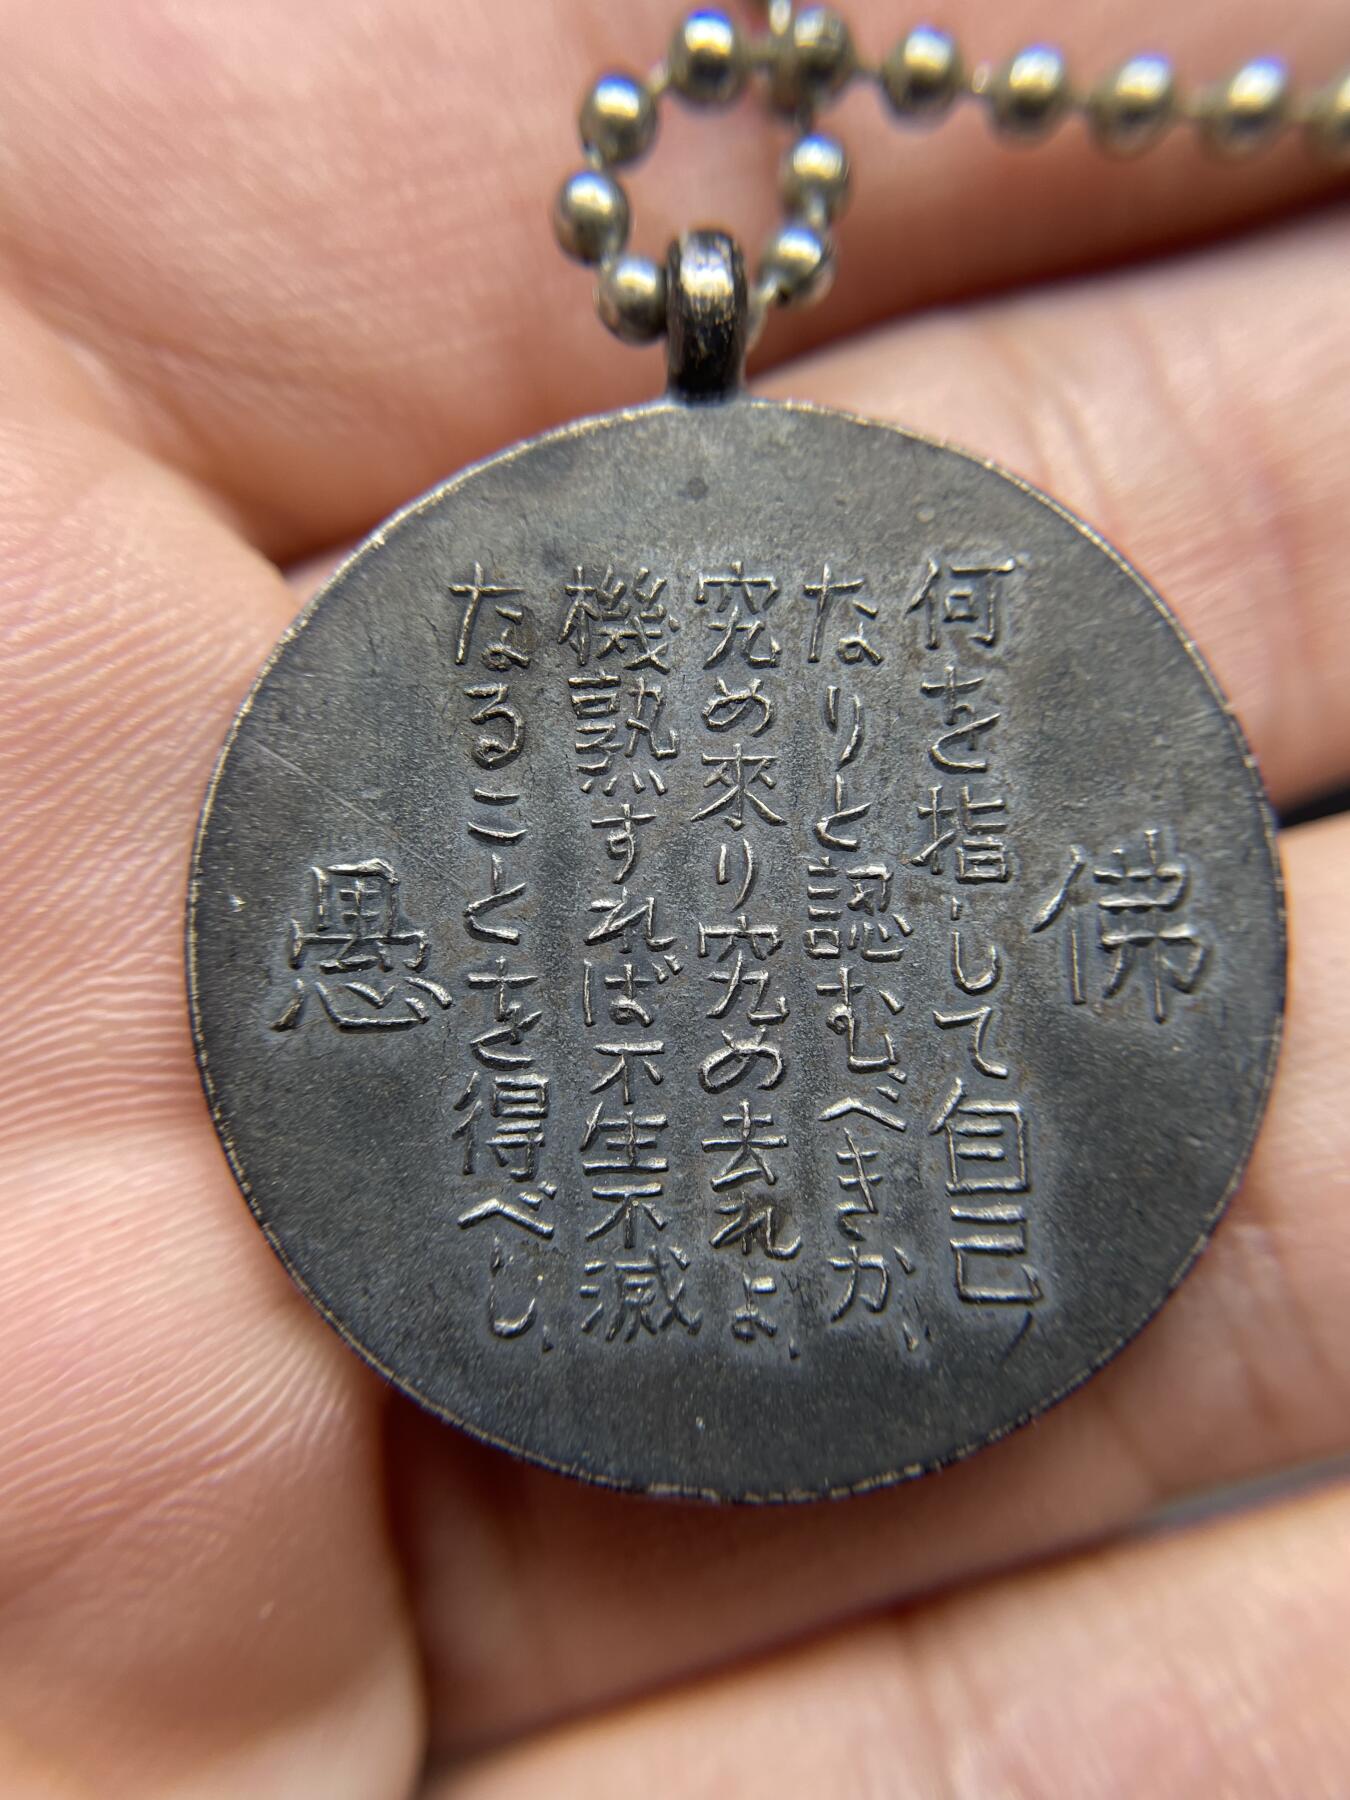 佛
何を指して自己
なりと認むべきか、
究め來り究め去れよ、
機熟すれば不生不滅
なることを得べし、
愚